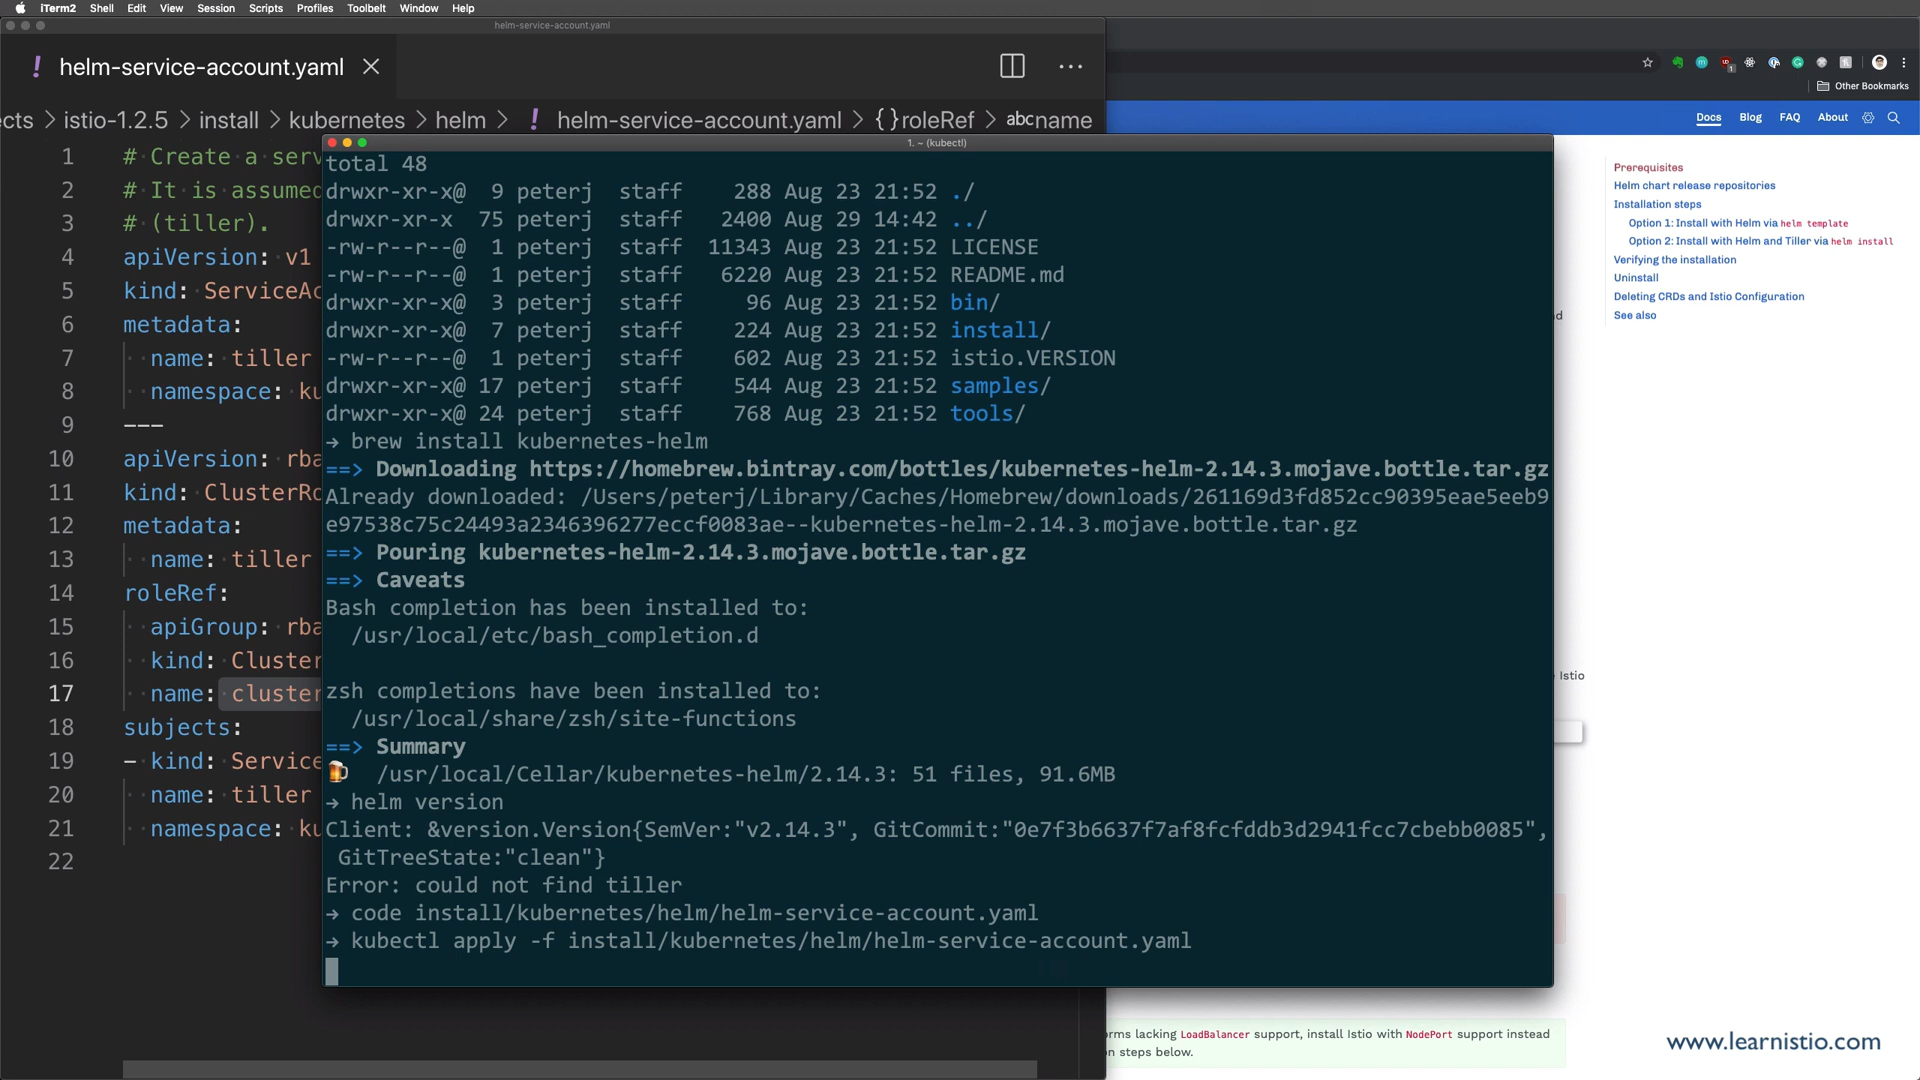 iTerm2 Shell Edit View Session Scripts Profiles Toolbelt Window Help
helm-service-account.yaml
! helm-service-account.yaml
cts > istio-1.2.5 > install > kubernetes > helm > ! helm-service-account.yaml > {} roleRef > abc name
1 # Create a serv
2 # It is assumed
3 # (tiller).
4 apiVersion: v1
5 kind: ServiceAc
6 metadata:
7 name: tiller
8 namespace: ku
9 ---
10 apiVersion: rba
11 kind: ClusterRo
12 metadata:
13 name: tiller
14 roleRef:
15 apiGroup: rba
16 kind: Cluster
17 name: cluster
18 subjects:
19 - kind: Service
20 name: tiller
21 namespace: ku
22
1. ~ (kubectl)
total 48
drwxr-xr-x@ 9 peterj staff 288 Aug 23 21:52 ./
drwxr-xr-x 75 peterj staff 2400 Aug 29 14:42 ../
-rw-r--r--@ 1 peterj staff 11343 Aug 23 21:52 LICENSE
-rw-r--r--@ 1 peterj staff 6220 Aug 23 21:52 README.md
drwxr-xr-x@ 3 peterj staff 96 Aug 23 21:52 bin/
drwxr-xr-x@ 7 peterj staff 224 Aug 23 21:52 install/
-rw-r--r--@ 1 peterj staff 602 Aug 23 21:52 istio.VERSION
drwxr-xr-x@ 17 peterj staff 544 Aug 23 21:52 samples/
drwxr-xr-x@ 24 peterj staff 768 Aug 23 21:52 tools/
→ brew install kubernetes-helm
==> Downloading https://homebrew.bintray.com/bottles/kubernetes-helm-2.14.3.mojave.bottle.tar.gz
Already downloaded: /Users/peterj/Library/Caches/Homebrew/downloads/261169d3fd852cc90395eae5eeb9
e97538c75c24493a2346396277eccf0083ae--kubernetes-helm-2.14.3.mojave.bottle.tar.gz
==> Pouring kubernetes-helm-2.14.3.mojave.bottle.tar.gz
==> Caveats
Bash completion has been installed to:
/usr/local/etc/bash_completion.d
zsh completions have been installed to:
/usr/local/share/zsh/site-functions
==> Summary
🍺 /usr/local/Cellar/kubernetes-helm/2.14.3: 51 files, 91.6MB
→ helm version
Client: &version.Version{SemVer:"v2.14.3", GitCommit:"0e7f3b6637f7af8fcfddb3d2941fcc7cbebb0085",
GitTreeState:"clean"}
Error: could not find tiller
→ code install/kubernetes/helm/helm-service-account.yaml
→ kubectl apply -f install/kubernetes/helm/helm-service-account.yaml
Other Bookmarks
Docs Blog FAQ About
Prerequisites
Helm chart release repositories
Installation steps
Option 1: Install with Helm via helm template
Option 2: Install with Helm and Tiller via helm install
Verifying the installation
Uninstall
Deleting CRDs and Istio Configuration
See also
Istio
orms lacking LoadBalancer support, install Istio with NodePort support instead
n steps below.
www.learnistio.com